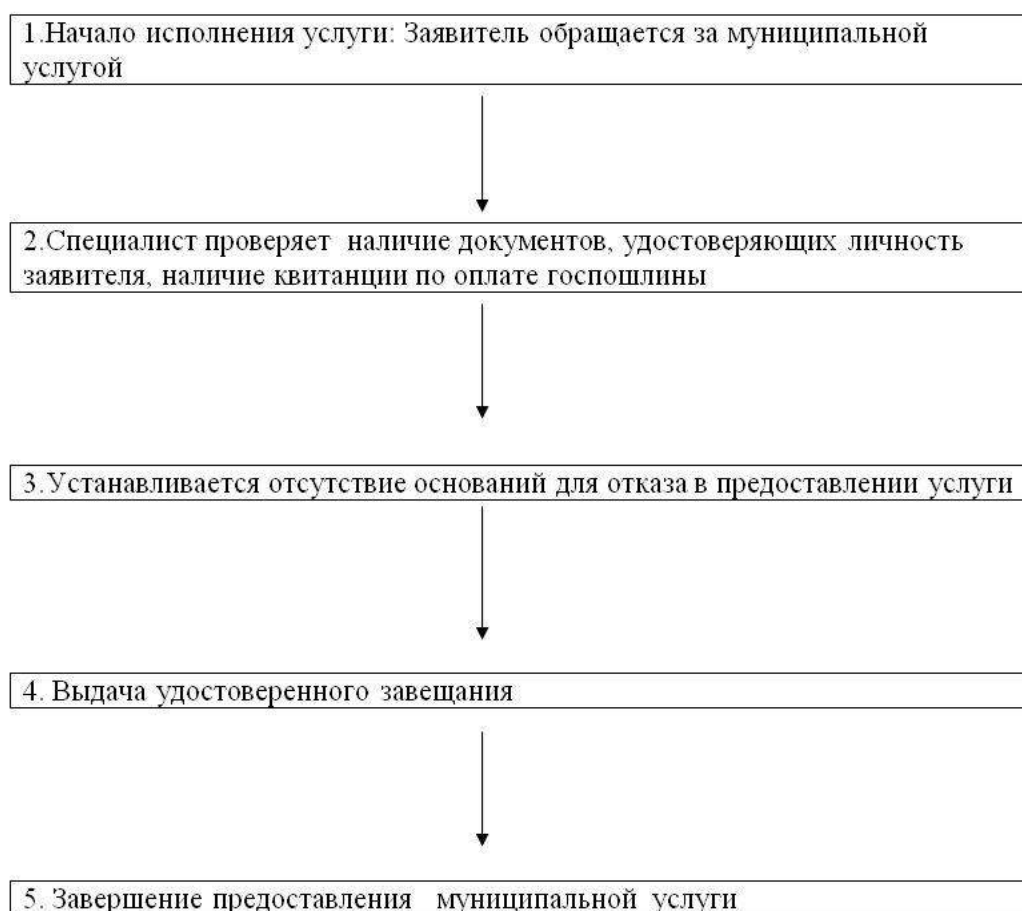 1.Начало исполнения услуги: Заявитель обращается за муниципальной
услугой
2.Специалист проверяет наличие документов, удостоверяющих личность
заявителя, наличие квитанции по оплате госпошлины
3.Устанавливается отсутствие оснований для отказа в предоставлении услуги
4. Выдача удостоверенного завещания
5. Завершение предоставления муниципальной услуги